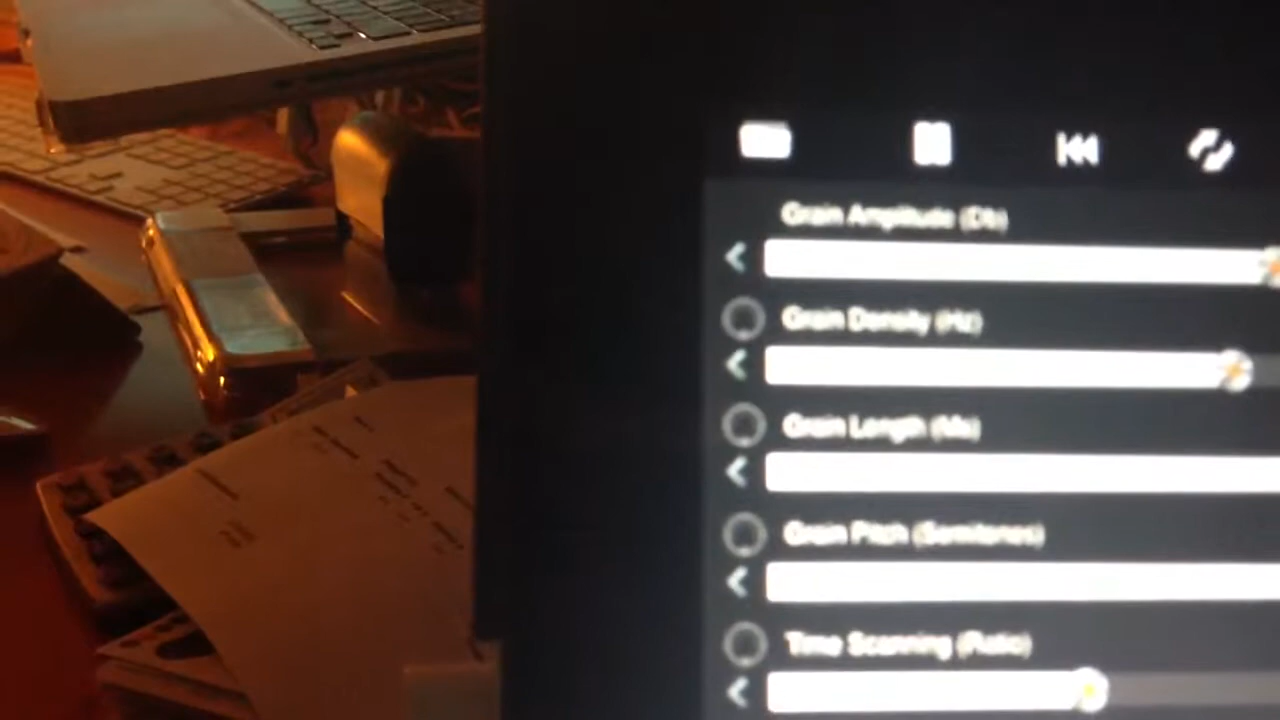 Grain Amplitude (Db)
Grain Density (Hz)
Grain Length (Ms)
Grain Pitch (Semitones)
Time Scanning (Ratio)